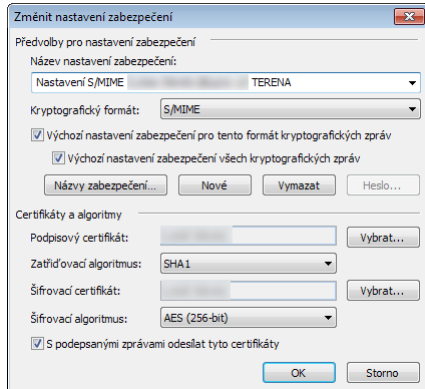 Změnit nastavení zabezpečení
Předvolby pro nastavení zabezpečení
Název nastavení zabezpečení:
Nastavení S/MIME TERENA
Kryptografický formát: S/MIME
Výchozí nastavení zabezpečení pro tento formát kryptografických zpráv
Výchozí nastavení zabezpečení všech kryptografických zpráv
Názvy zabezpečení... Nové Vymazat Heslo...
Certifikáty a algoritmy
Podpisový certifikát: Vybrat...
Zatřiďovací algoritmus: SHA1
Šifrovací certifikát: Vybrat...
Šifrovací algoritmus: AES (256-bit)
S podepsanými zprávami odesílat tyto certifikáty
OK Storno